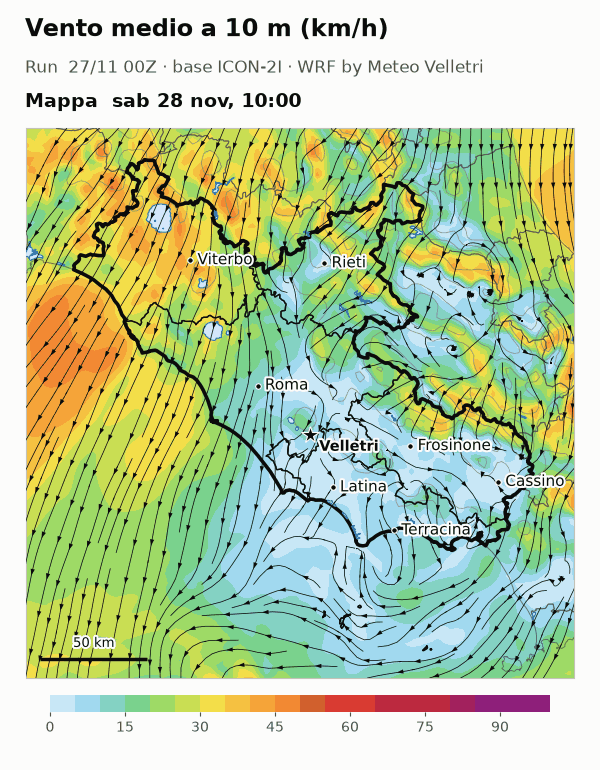 Vento medio a 10 m (km/h)
Run  27/11 00Z · base ICON-2I · WRF by Meteo Velletri
Mappa  sab 28 nov, 10:00
Viterbo
Rieti
Roma
Velletri
Frosinone
Cassino
Latina
Terracina
50 km
0 15 30 45 60 75 90